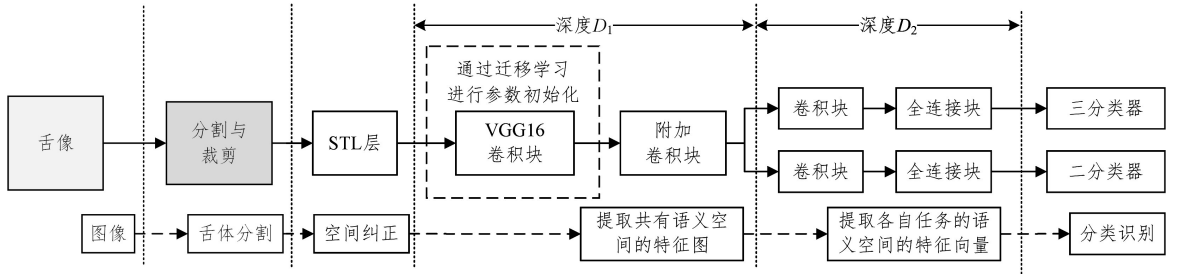 深度D₁
深度D₂
通过迁移学习
进行参数初始化
舌像
分割与
裁剪
STL层
VGG16
卷积块
附加
卷积块
卷积块
全连接块
三分类器
卷积块
全连接块
二分类器
图像
舌体分割
空间纠正
提取共有语义空
间的特征图
提取各自任务的语
义空间的特征向量
分类识别